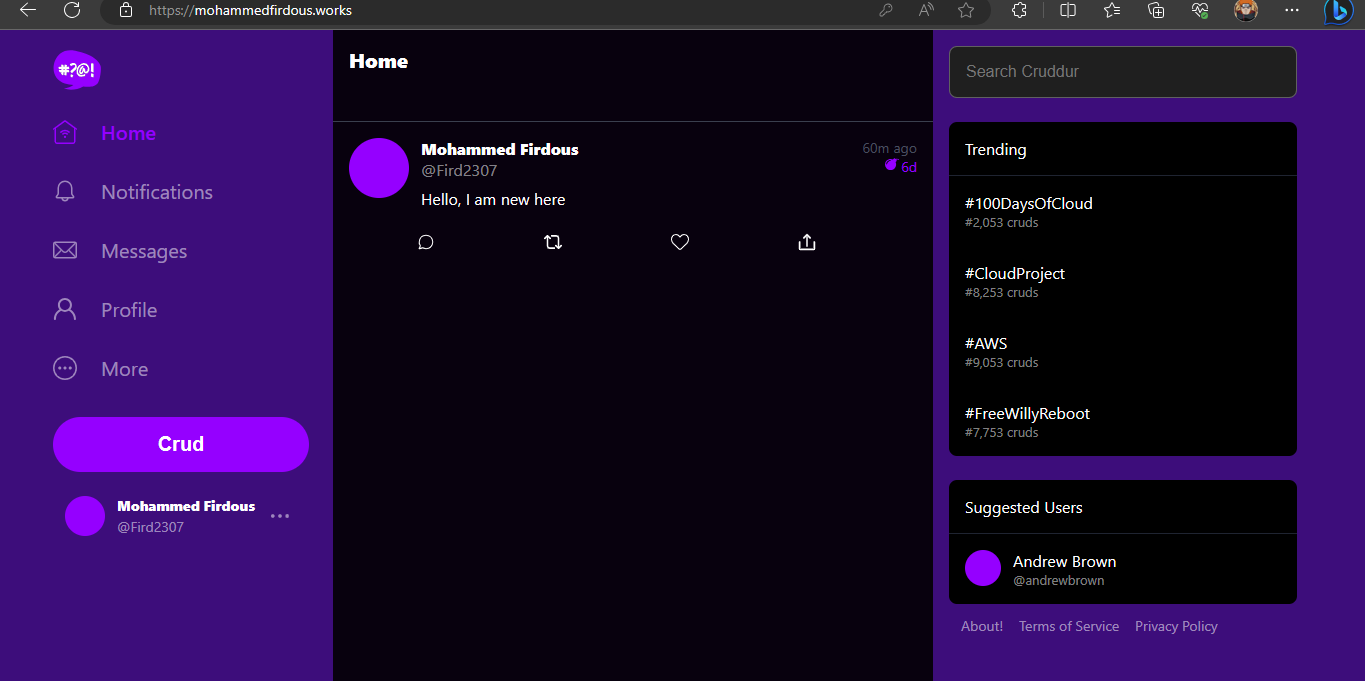 https://mohammedfirdous.works
#?@!
Home
Notifications
Messages
Profile
More
Crud
Mohammed Firdous
@Fird2307
Home
Mohammed Firdous
60m ago
@Fird2307
6d
Hello, I am new here
Search Cruddur
Trending
#100DaysOfCloud
#2,053 cruds
#CloudProject
#8,253 cruds
#AWS
#9,053 cruds
#FreeWillyReboot
#7,753 cruds
Suggested Users
Andrew Brown
@andrewbrown
About! Terms of Service Privacy Policy